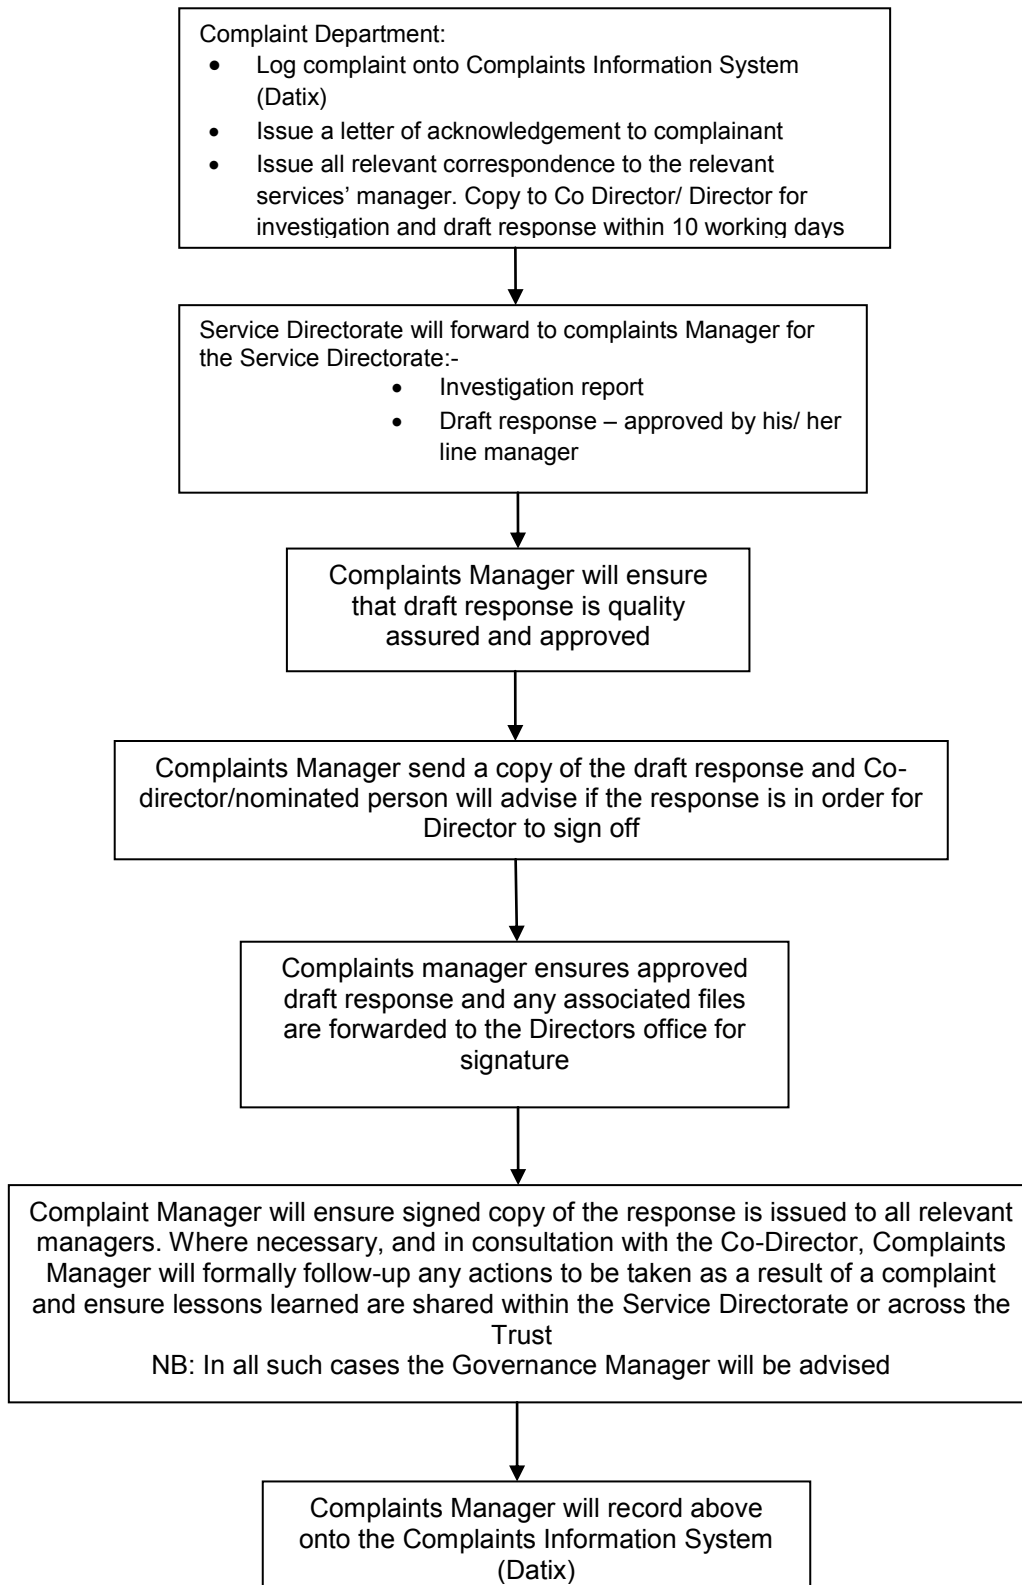 Complaint Department:
• Log complaint onto Complaints Information System
(Datix)
• Issue a letter of acknowledgement to complainant
• Issue all relevant correspondence to the relevant
services’ manager. Copy to Co Director/ Director for
investigation and draft response within 10 working days
Service Directorate will forward to complaints Manager for
the Service Directorate:-
• Investigation report
• Draft response – approved by his/ her
line manager
Complaints Manager will ensure
that draft response is quality
assured and approved
Complaints Manager send a copy of the draft response and Co-
director/nominated person will advise if the response is in order for
Director to sign off
Complaints manager ensures approved
draft response and any associated files
are forwarded to the Directors office for
signature
Complaint Manager will ensure signed copy of the response is issued to all relevant
managers. Where necessary, and in consultation with the Co-Director, Complaints
Manager will formally follow-up any actions to be taken as a result of a complaint
and ensure lessons learned are shared within the Service Directorate or across the
Trust
NB: In all such cases the Governance Manager will be advised
Complaints Manager will record above
onto the Complaints Information System
(Datix)